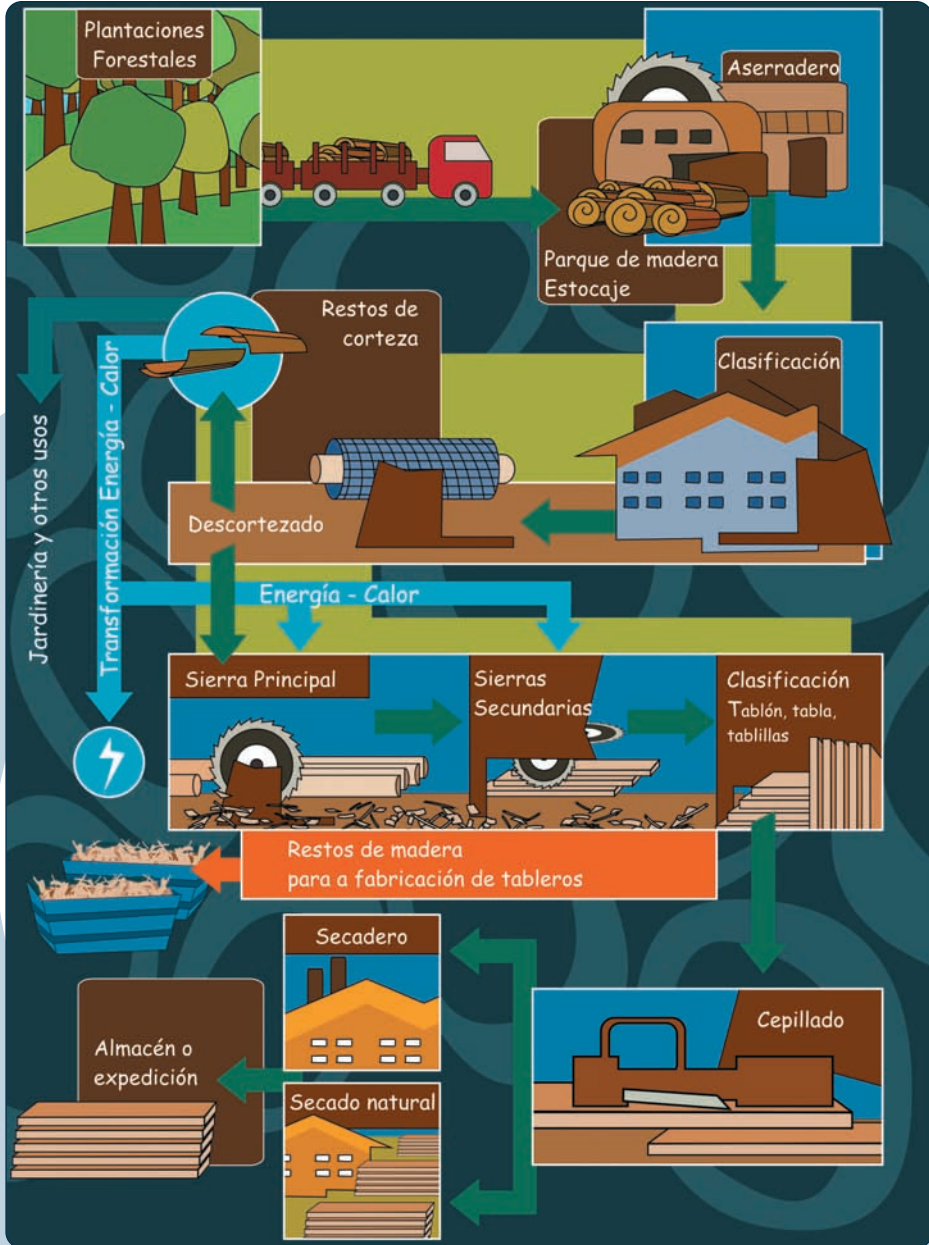 Plantaciones
Forestales
Aserradero
Parque de madera
Estocaje
Restos de
corteza
Clasificación
Jardinería y otros usos
Transformación Energía - Calor
Descortezado
Energía - Calor
Sierra Principal
Sierras
Secundarias
Clasificación
Tablón, tabla,
tablillas
Restos de madera
para a fabricación de tableros
Secadero
Cepillado
Almacén o
expedición
Secado natural